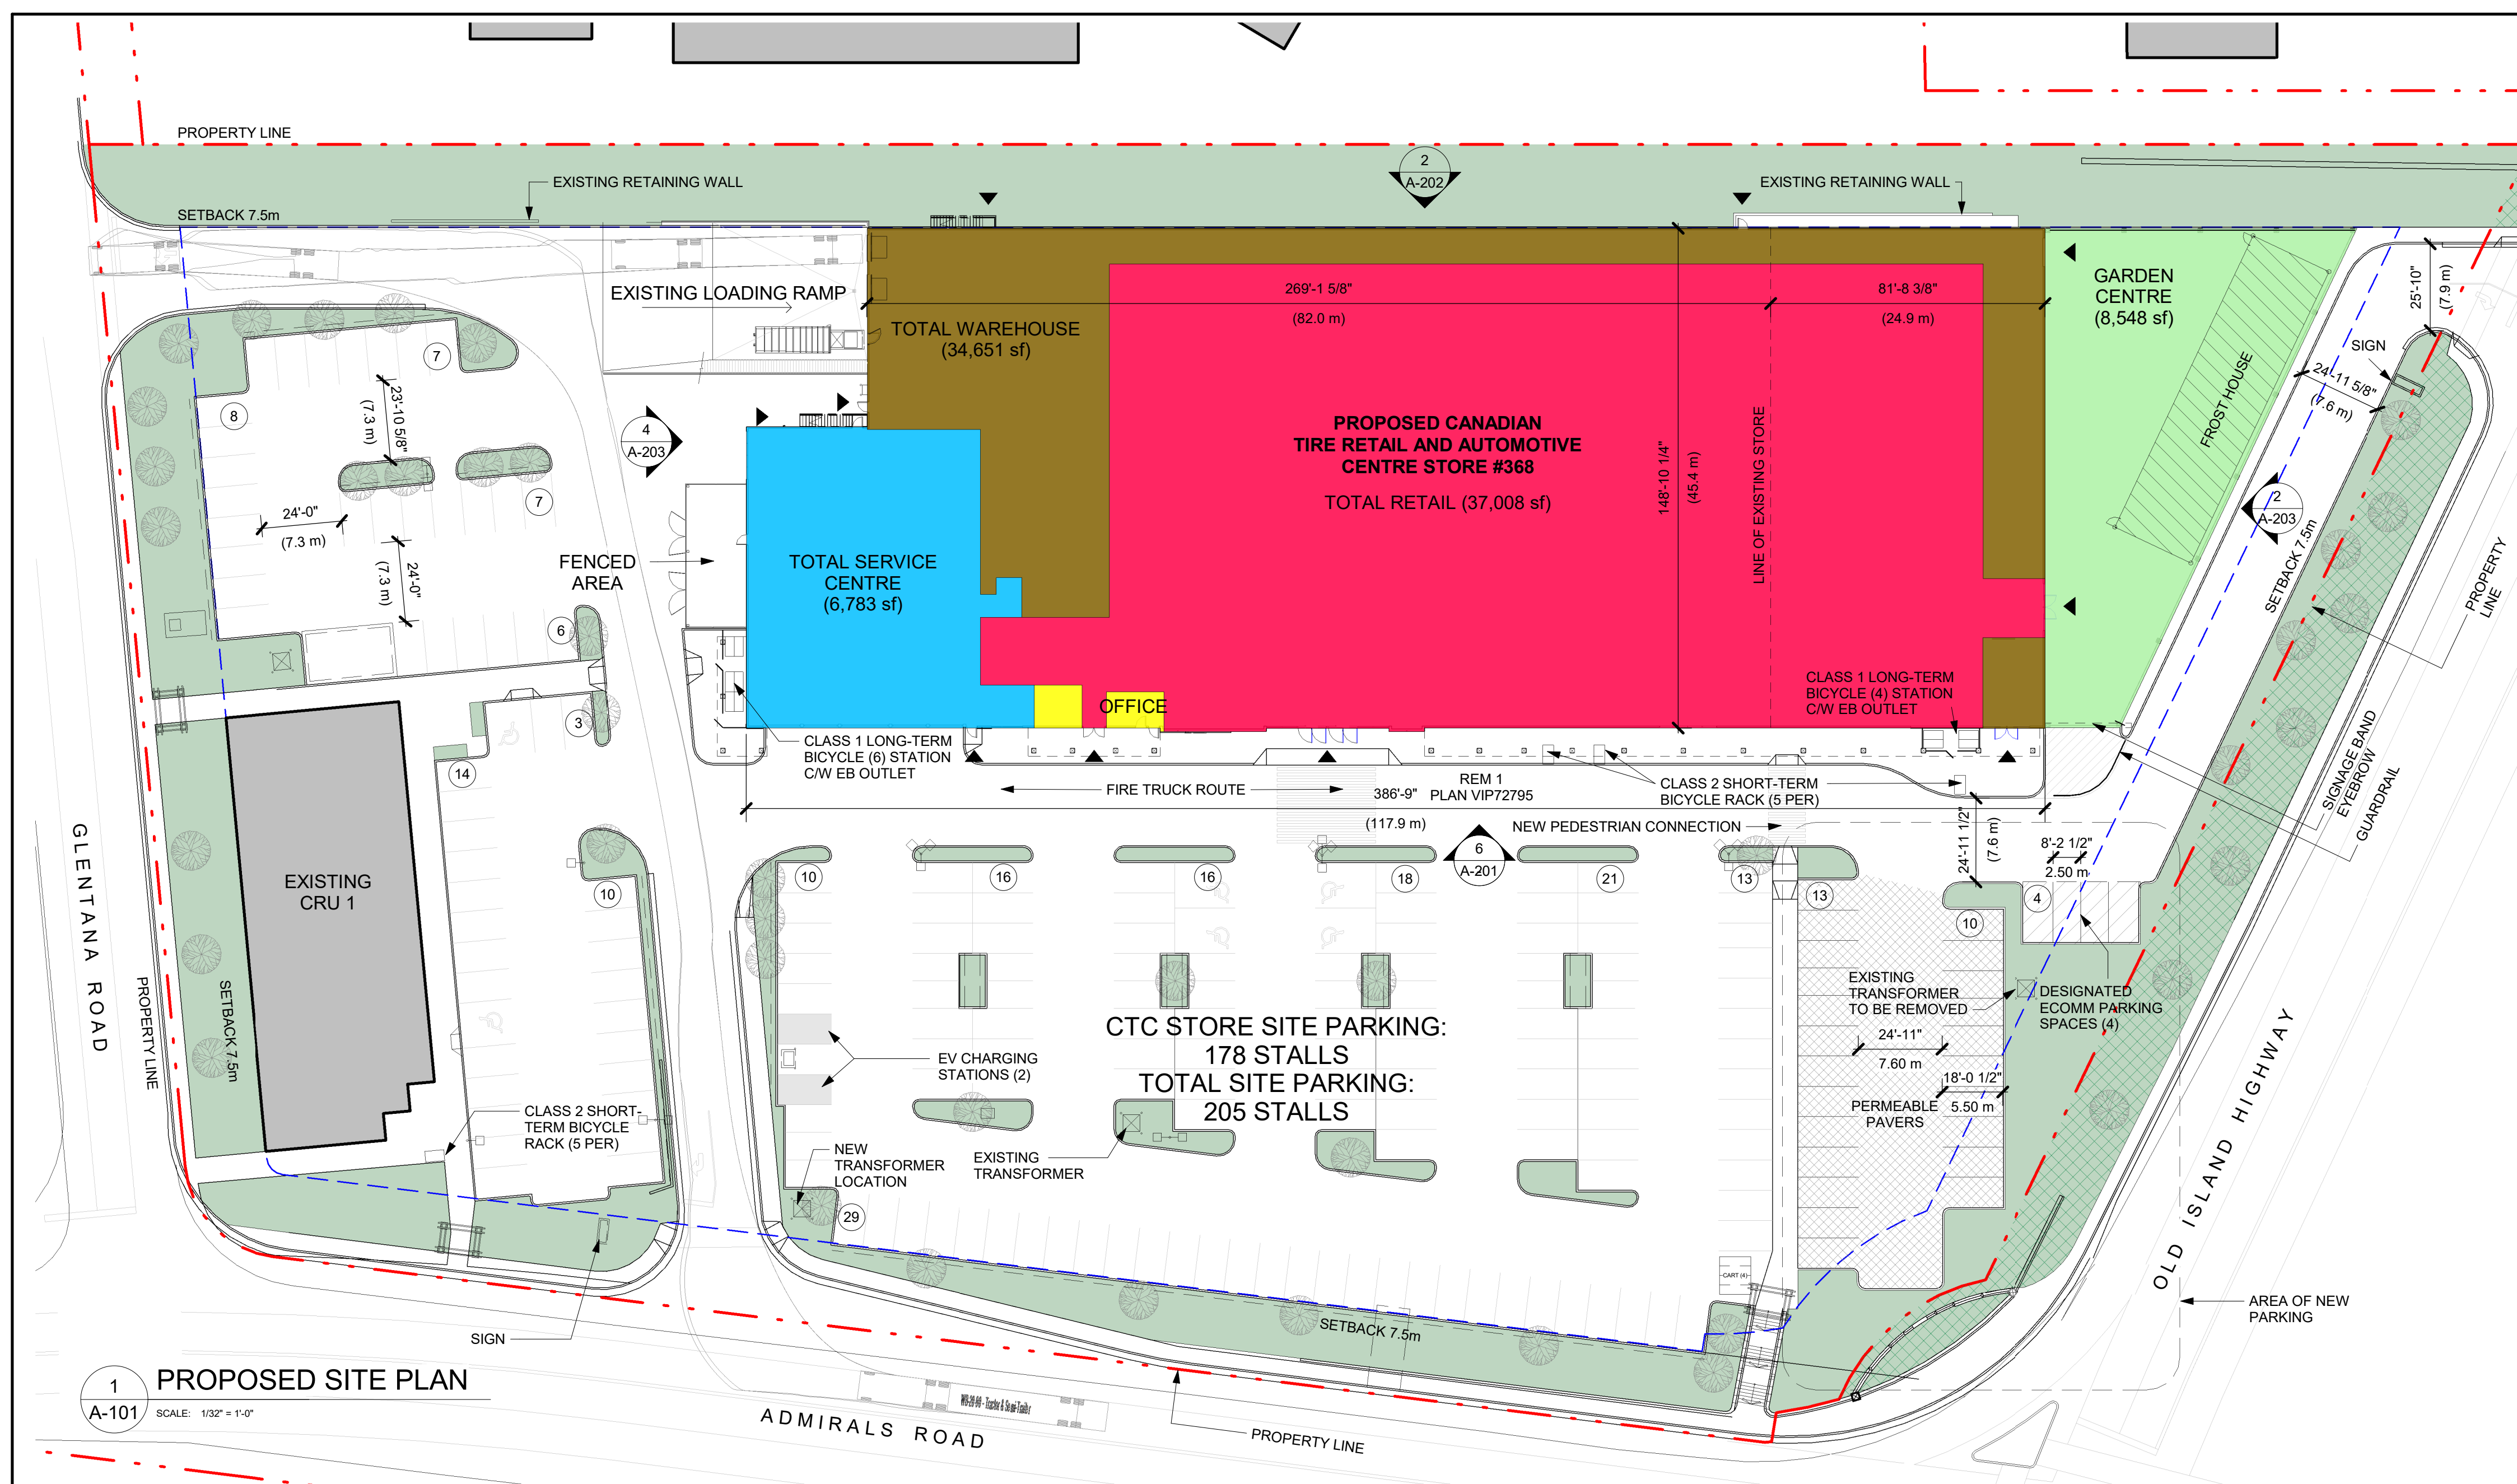 PROPERTY LINE
EXISTING RETAINING WALL
2
A-202
EXISTING RETAINING WALL
SETBACK 7.5m
EXISTING LOADING RAMP
TOTAL WAREHOUSE
(34,651 sf)
269'-1 5/8"
(82.0 m)
81'-8 3/8"
(24.9 m)
GARDEN
CENTRE
(8,548 sf)
25'-10"
(7.9 m)
SIGN
24'-11 5/8"
(7.6 m)
FROST HOUSE
7
8
23'-10 5/8"
(7.3 m)
4
A-203
PROPOSED CANADIAN
TIRE RETAIL AND AUTOMOTIVE
CENTRE STORE #368
TOTAL RETAIL (37,008 sf)
148'-10 1/4"
(45.4 m)
LINE OF EXISTING STORE
2
A-203
SETBACK 7.5m
PROPERTY
LINE
7
24'-0"
(7.3 m)
24'-0"
(7.3 m)
FENCED
AREA
TOTAL SERVICE
CENTRE
(6,783 sf)
6
3
14
OFFICE
CLASS 1 LONG-TERM
BICYCLE (4) STATION
C/W EB OUTLET
CLASS 1 LONG-TERM
BICYCLE (6) STATION
C/W EB OUTLET
FIRE TRUCK ROUTE
386'-9"
(117.9 m)
REM 1
PLAN VIP72795
CLASS 2 SHORT-TERM
BICYCLE RACK (5 PER)
NEW PEDESTRIAN CONNECTION
SIGNAGE BAND
EYEBROW
GUARDRAIL
24'-11 1/2"
(7.6 m)
8'-2 1/2"
2.50 m
6
A-201
10
10
16
16
18
21
13
13
10
4
GLENTANA ROAD
PROPERTY LINE
SETBACK 7.5m
EXISTING
CRU 1
EXISTING
TRANSFORMER
TO BE REMOVED
DESIGNATED
ECOMM PARKING
SPACES (4)
24'-11"
7.60 m
18'-0 1/2"
5.50 m
PERMEABLE
PAVERS
CTC STORE SITE PARKING:
178 STALLS
TOTAL SITE PARKING:
205 STALLS
EV CHARGING
STATIONS (2)
CLASS 2 SHORT-
TERM BICYCLE
RACK (5 PER)
NEW
TRANSFORMER
LOCATION
EXISTING
TRANSFORMER
29
OLD ISLAND HIGHWAY
CART (4)
AREA OF NEW
PARKING
SETBACK 7.5m
SIGN
1
A-101
PROPOSED SITE PLAN
SCALE: 1/32" = 1'-0"
ADMIRALS ROAD
PROPERTY LINE